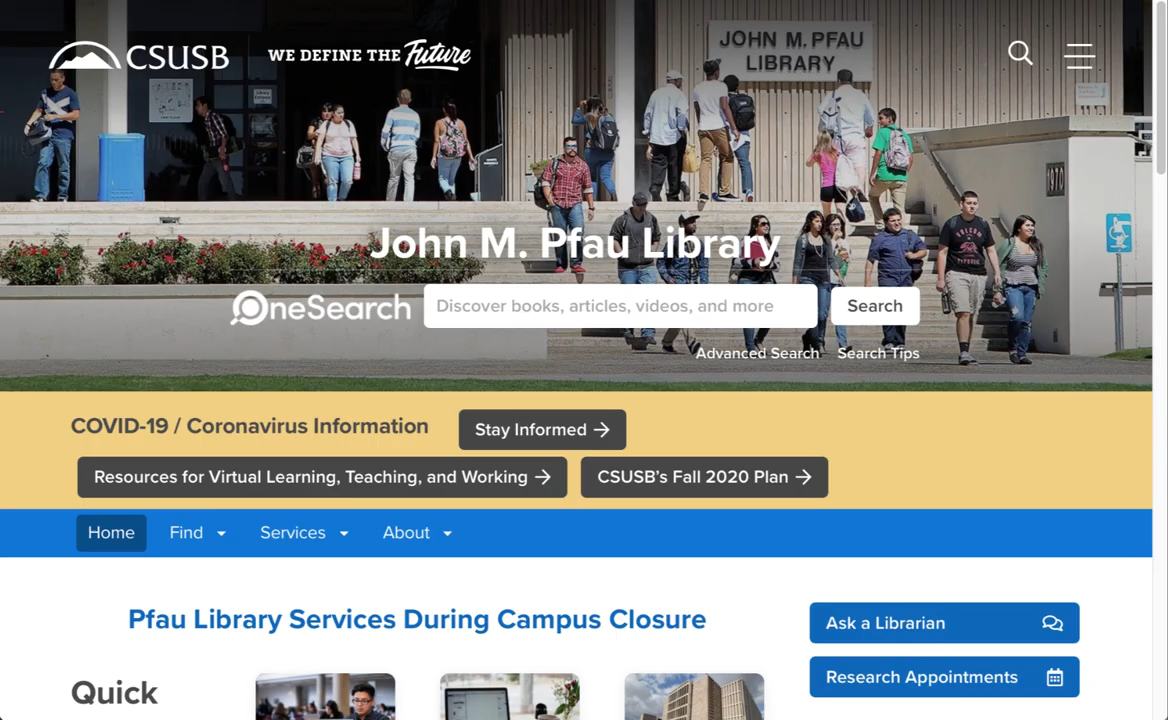 CSUSB
WE DEFINE THE Future
JOHN M. PFAU
LIBRARY
1970
John M. Pfau Library
OneSearch
Discover books, articles, videos, and more
Search
Advanced Search
Search Tips
COVID-19 / Coronavirus Information
Stay Informed →
Resources for Virtual Learning, Teaching, and Working →
CSUSB's Fall 2020 Plan →
Home
Find
Services
About
Pfau Library Services During Campus Closure
Ask a Librarian
Research Appointments
Quick